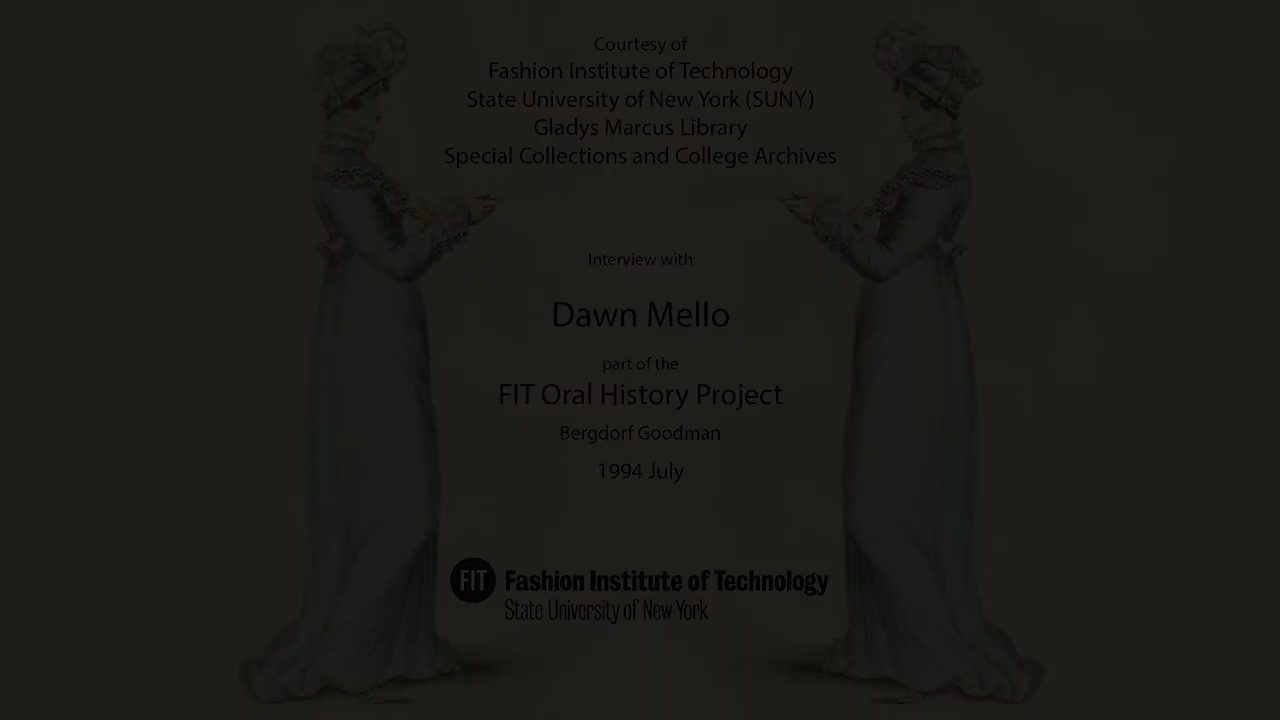 Courtesy of
Fashion Institute of Technology
State University of New York (SUNY)
Gladys Marcus Library
Special Collections and College Archives
Interview with
Dawn Mello
part of the
FIT Oral History Project
Bergdorf Goodman
1994 July
FIT Fashion Institute of Technology
State University of New York